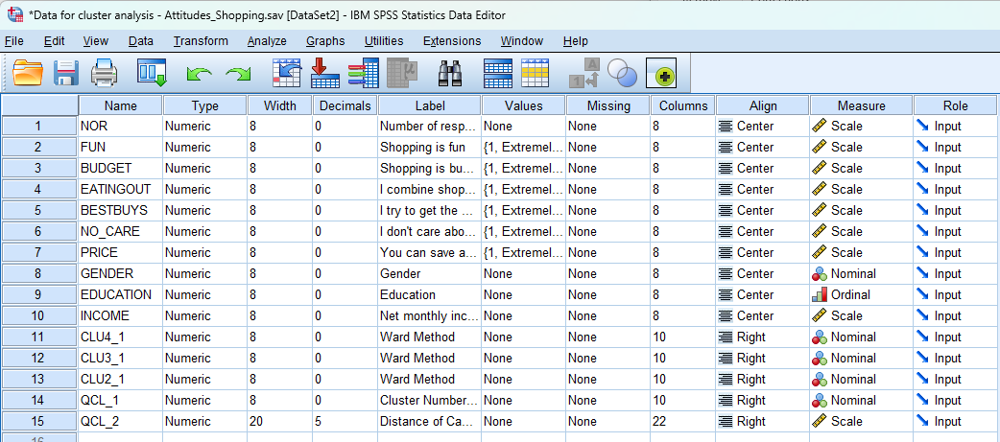 *Data for cluster analysis - Attitudes_Shopping.sav [DataSet2] - IBM SPSS Statistics Data Editor
File Edit View Data Transform Analyze Graphs Utilities Extensions Window Help
Name Type Width Decimals Label Values Missing Columns Align Measure Role
1 NOR Numeric 8 0 Number of resp... None None 8 Center Scale Input
2 FUN Numeric 8 0 Shopping is fun {1, Extremel... None 8 Center Scale Input
3 BUDGET Numeric 8 0 Shopping is bu... {1, Extremel... None 8 Center Scale Input
4 EATINGOUT Numeric 8 0 I combine shop... {1, Extremel... None 8 Center Scale Input
5 BESTBUYS Numeric 8 0 I try to get the ... {1, Extremel... None 8 Center Scale Input
6 NO_CARE Numeric 8 0 I don't care abo... {1, Extremel... None 8 Center Scale Input
7 PRICE Numeric 8 0 You can save a... {1, Extremel... None 8 Center Scale Input
8 GENDER Numeric 8 0 Gender None None 8 Center Nominal Input
9 EDUCATION Numeric 8 0 Education None None 8 Center Ordinal Input
10 INCOME Numeric 8 0 Net monthly inc... None None 8 Center Scale Input
11 CLU4_1 Numeric 8 0 Ward Method None None 10 Right Nominal Input
12 CLU3_1 Numeric 8 0 Ward Method None None 10 Right Nominal Input
13 CLU2_1 Numeric 8 0 Ward Method None None 10 Right Nominal Input
14 QCL_1 Numeric 8 0 Cluster Number... None None 10 Right Nominal Input
15 QCL_2 Numeric 20 5 Distance of Ca... None None 22 Right Scale Input